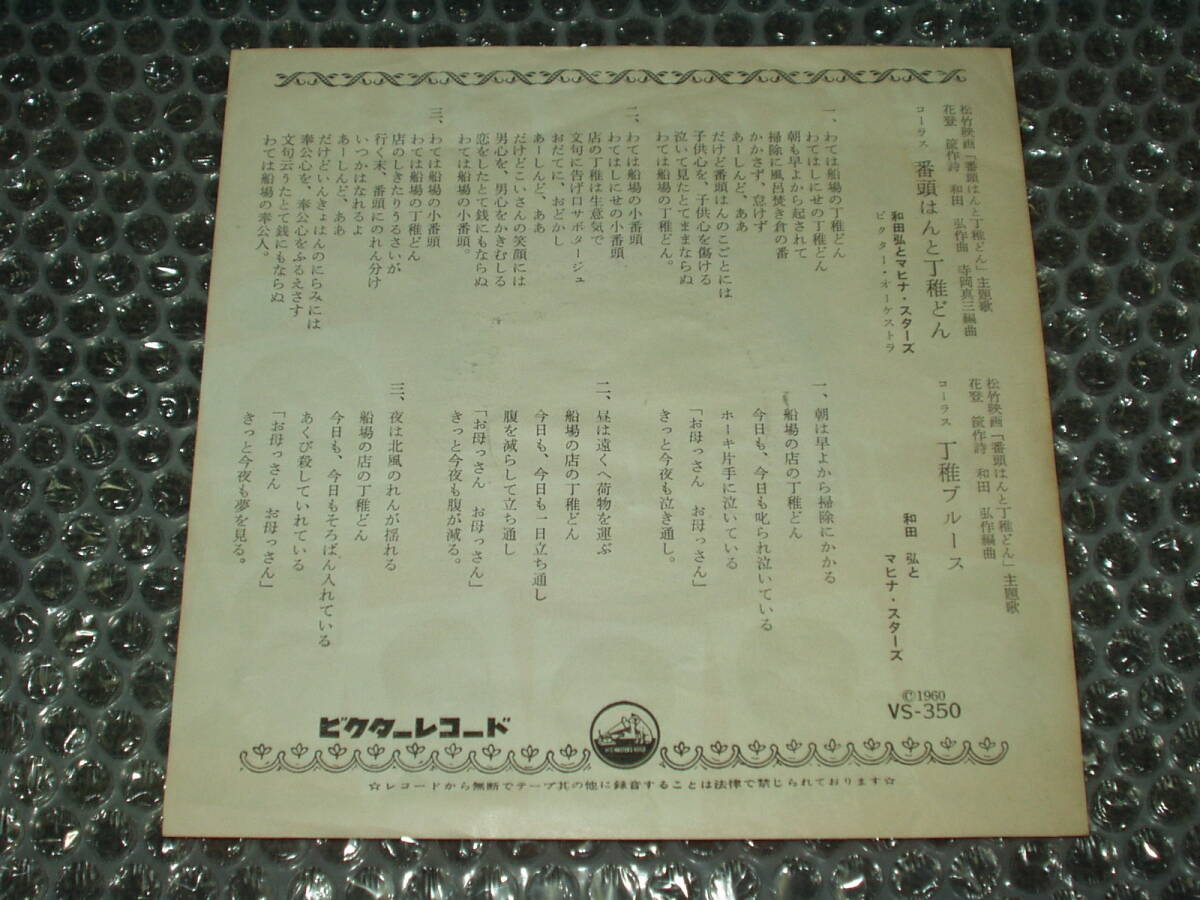 松竹映画「番頭はんと丁稚どん」主題歌
花登 筐作詩 和田 弘作曲 寺岡真三編曲
コーラス 番頭はんと丁稚どん
和田弘とマヒナ・スターズ
ビクター・オーケストラ
一、わては船場の丁稚どん
わてはしにせの丁稚どん
朝も早よから起されて
掃除に風呂焚き倉の番
かかさず、怠けず
あーしんど、ああ
だけど番頭はんのこごとには
子供心を、子供心を傷ける
泣いて見たとてままならぬ
わては船場の丁稚どん。
二、わては船場の小番頭
わてはしにせの小番頭
店の丁稚は生意気で
文句に告げ口サボタージュ
おだてに、おどかし
あーしんど、ああ
だけどこいさんの笑顔には
男心を、男心をかきむしる
恋をしたとて銭にもならぬ
わては船場の小番頭。
三、わては船場の小番頭
わては船場の丁稚どん
店のしきたりうるさいが
行く末、番頭にのれん分け
いつかはなれるよ
あーしんど、ああ
だけどいんきょはんのにらみには
奉公心を、奉公心をふるえさす
文句云うたとて銭にもならぬ
わては船場の奉公人。
松竹映画「番頭はんと丁稚どん」主題歌
花登 筐作詩 和田 弘作編曲
コーラス 丁稚ブルース
和田 弘と
マヒナ・スターズ
一、朝は早よから掃除にかかる
船場の店の丁稚どん
今日も、今日も叱られ泣いている
ホーキ片手に泣いている
「お母っさん お母っさん」
きっと今夜も泣き通し。
二、昼は遠くへ荷物を運ぶ
船場の店の丁稚どん
今日も、今日も一日立ち通し
腹を減らして立ち通し
「お母っさん お母っさん」
きっと今夜も腹が減る。
三、夜は北風のれんが揺れる
船場の店の丁稚どん
今日も、今日もそろばん入れている
あくび殺していれている
「お母っさん お母っさん」
きっと今夜も夢を見る。
©1960
VS-350
ビクターレコード
HIS MASTER'S VOICE
☆レコードから無断でテープ其の他に録音することは法律で禁じられております☆